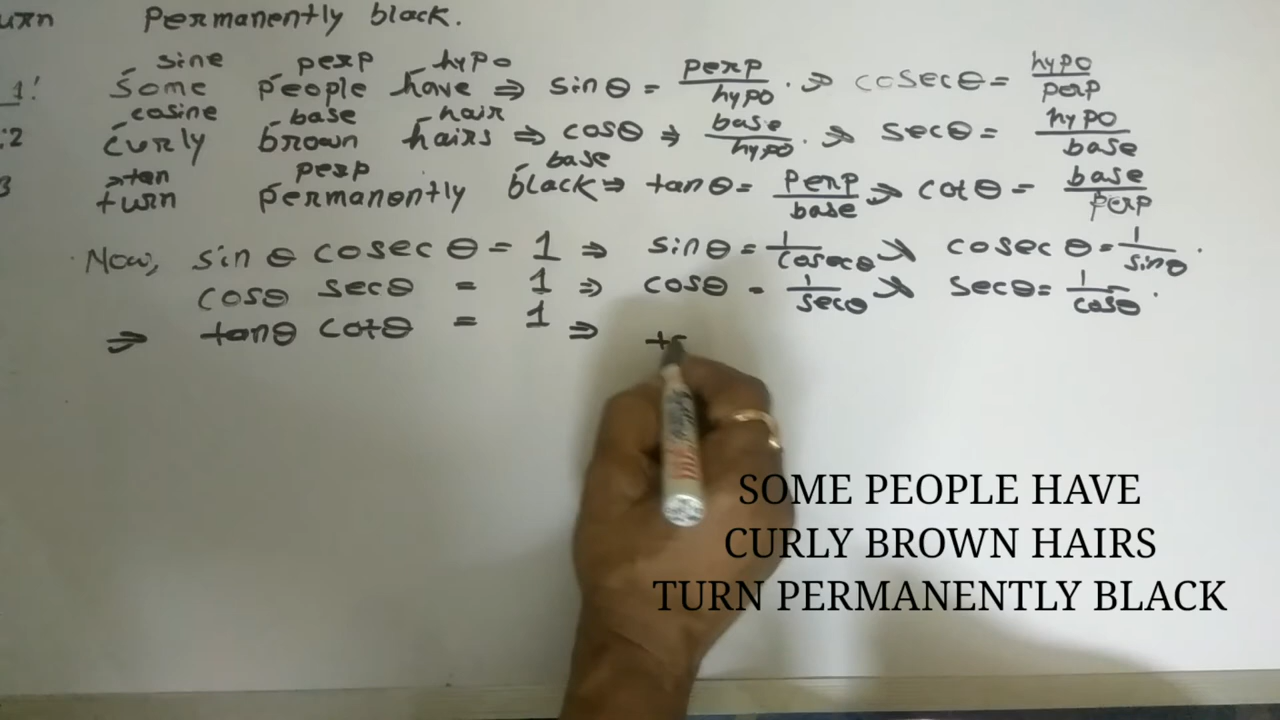 urn permanently black.
sine perp hypo
1! some people have ⇒ sinθ = perp/hypo. ⇒ cosecθ = hypo/perp
cosine base hair
:2 curly brown hairs ⇒ cosθ ⇒ base/hypo. ⇒ secθ = hypo/base
tan perp base
3 turn permanently black ⇒ tanθ = perp/base ⇒ cotθ = base/perp
Now, sinθ cosecθ = 1 ⇒ sinθ = 1/cosecθ ⇒ cosecθ = 1/sinθ.
cosθ secθ = 1 ⇒ cosθ = 1/secθ ⇒ secθ = 1/cosθ.
⇒ tanθ cotθ = 1 ⇒
SOME PEOPLE HAVE
CURLY BROWN HAIRS
TURN PERMANENTLY BLACK